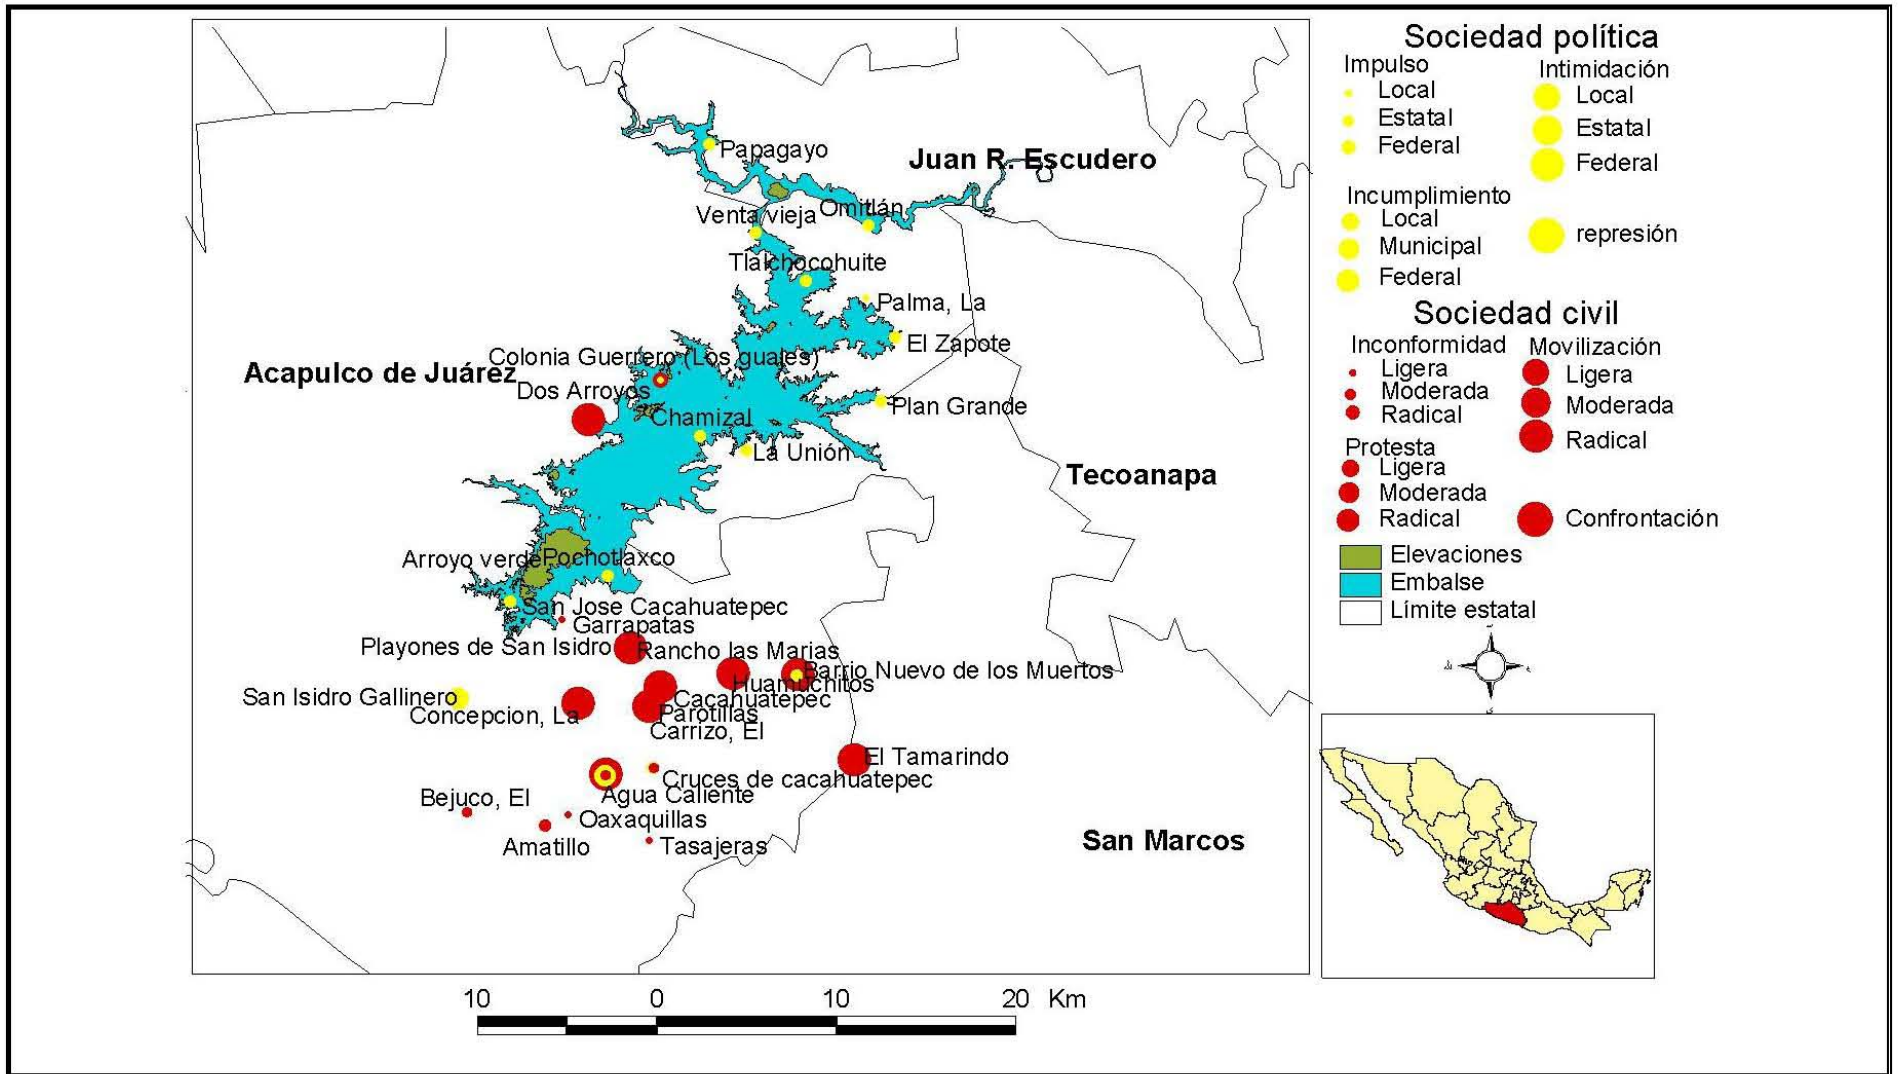 Sociedad política
Impulso
Local
Estatal
Federal
Intimidación
Local
Estatal
Federal
Incumplimiento
Local
Municipal
Federal
represión
Sociedad civil
Inconformidad
Ligera
Moderada
Radical
Movilización
Ligera
Moderada
Radical
Protesta
Ligera
Moderada
Radical
Confrontación
Elevaciones
Embalse
Límite estatal
Papagayo
Juan R. Escudero
Venta vieja
Omitlán
Tlalchocohuite
Palma, La
El Zapote
Colonia Guerrero (Los guajes)
Acapulco de Juárez
Dos Arroyos
Plan Grande
Chamizal
La Unión
Tecoanapa
Arroyo verde
Pochotlaxco
San Jose Cacahuatepec
Garrapatas
Playones de San Isidro
Rancho las Marias
Barrio Nuevo de los Muertos
Huamuchitos
San Isidro Gallinero
Cacahuatepec
Concepcion, La
Parotillas
Carrizo, El
El Tamarindo
Cruces de cacahuatepec
Agua Caliente
Bejuco, El
Oaxaquillas
Amatillo
Tasajeras
San Marcos
10 0 10 20 Km